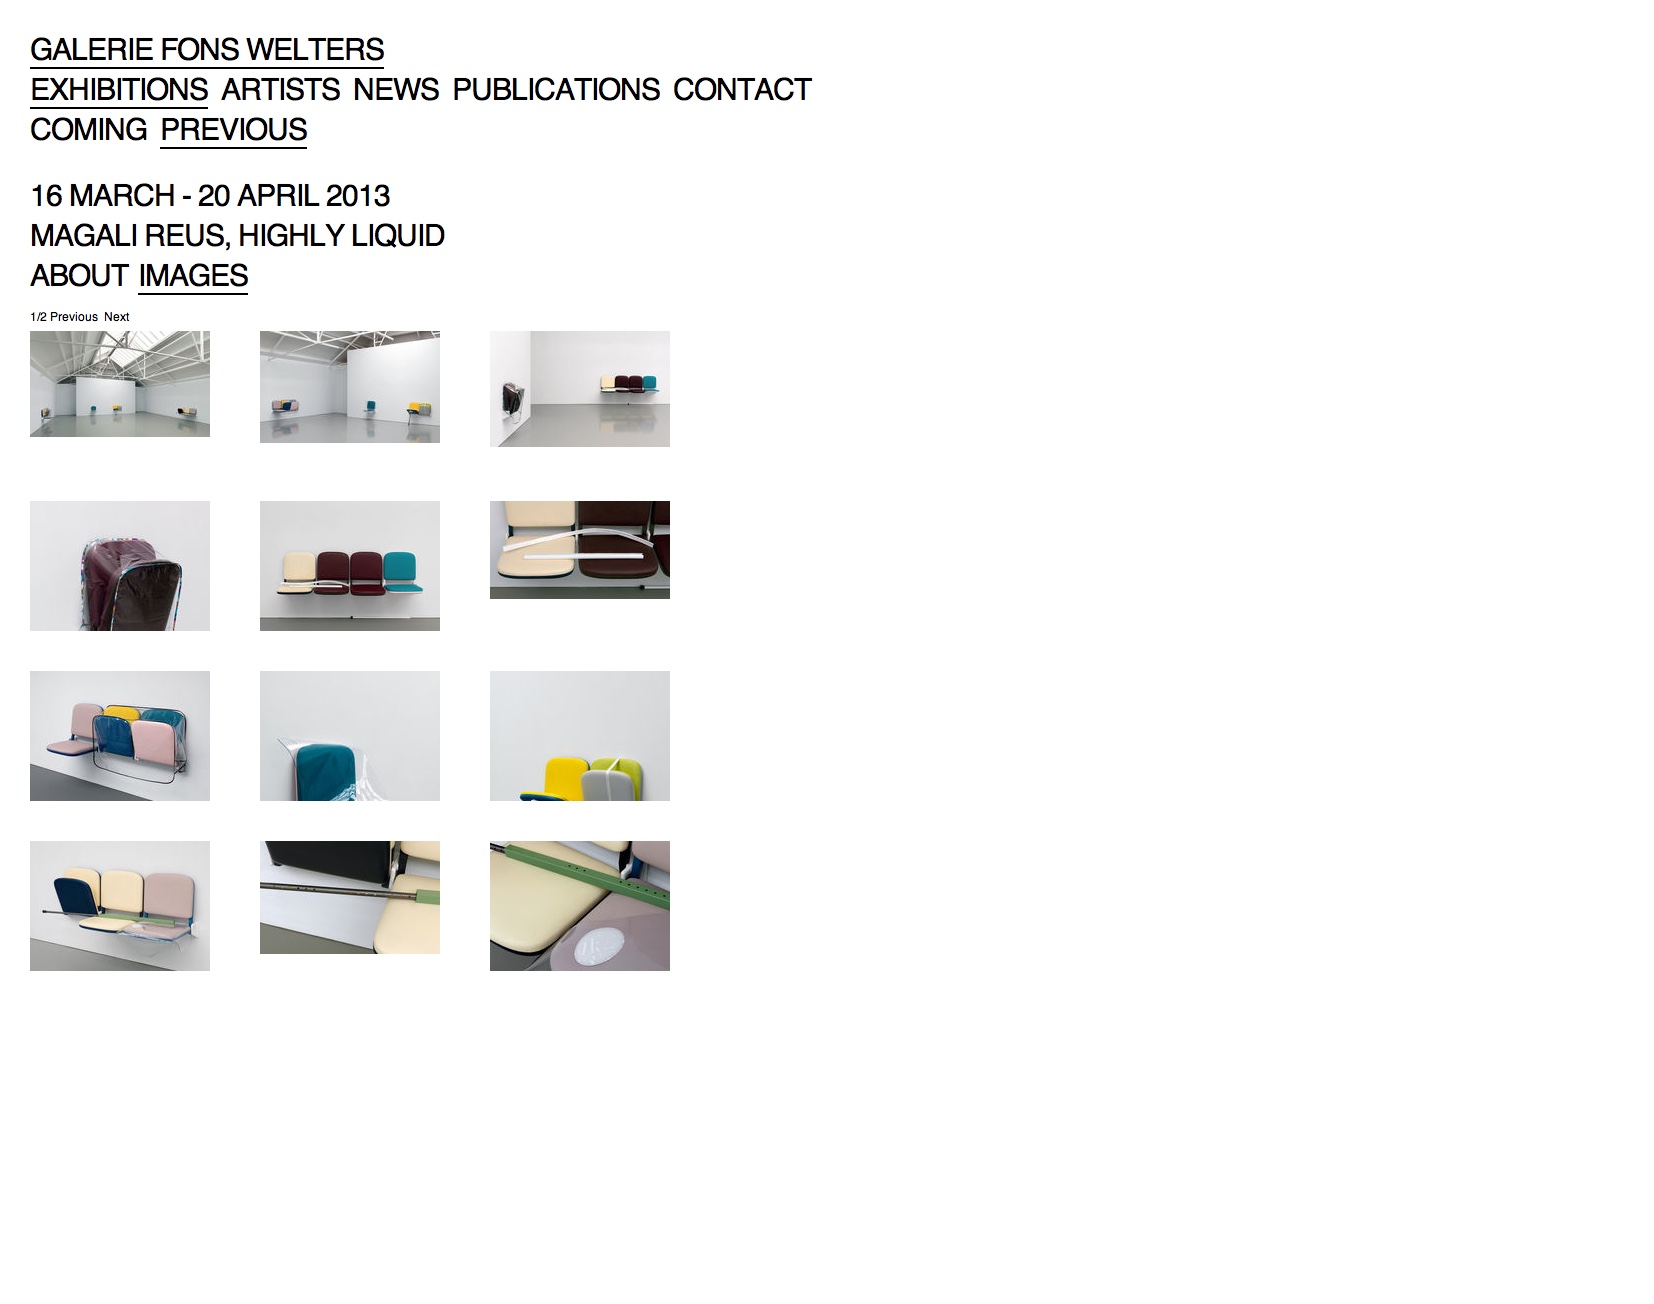 GALERIE FONS WELTERS
EXHIBITIONS ARTISTS NEWS PUBLICATIONS CONTACT
COMING PREVIOUS
16 MARCH - 20 APRIL 2013
MAGALI REUS, HIGHLY LIQUID
ABOUT IMAGES
1/2 Previous Next